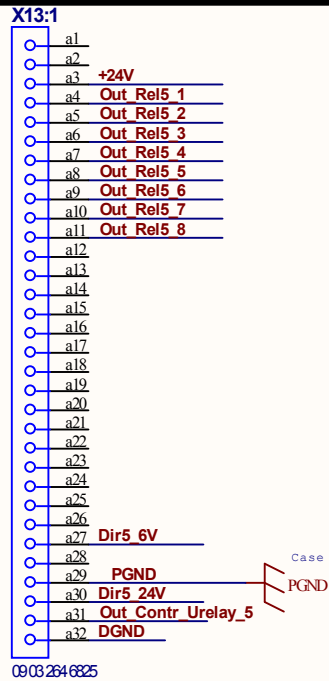 X13:1
a1
a2
a3 +24V
a4 Out_Rel5_1
a5 Out_Rel5_2
a6 Out_Rel5_3
a7 Out_Rel5_4
a8 Out_Rel5_5
a9 Out_Rel5_6
a10 Out_Rel5_7
a11 Out_Rel5_8
a12
a13
a14
a15
a16
a17
a18
a19
a20
a21
a22
a23
a24
a25
a26
a27 Dir5_6V
a28
Case
a29 PGND PGND
a30 Dir5_24V
a31 Out_Contr_Urelay_5
a32 DGND
09032646825